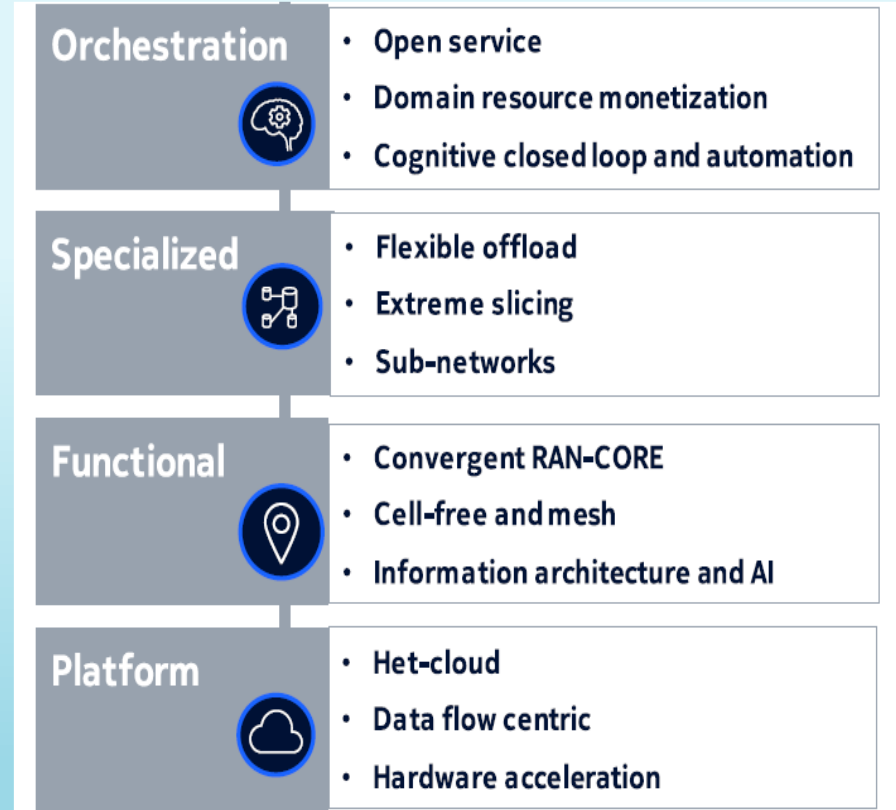 Orchestration
• Open service
• Domain resource monetization
• Cognitive closed loop and automation
Specialized
• Flexible offload
• Extreme slicing
• Sub-networks
Functional
• Convergent RAN-CORE
• Cell-free and mesh
• Information architecture and AI
Platform
• Het-cloud
• Data flow centric
• Hardware acceleration